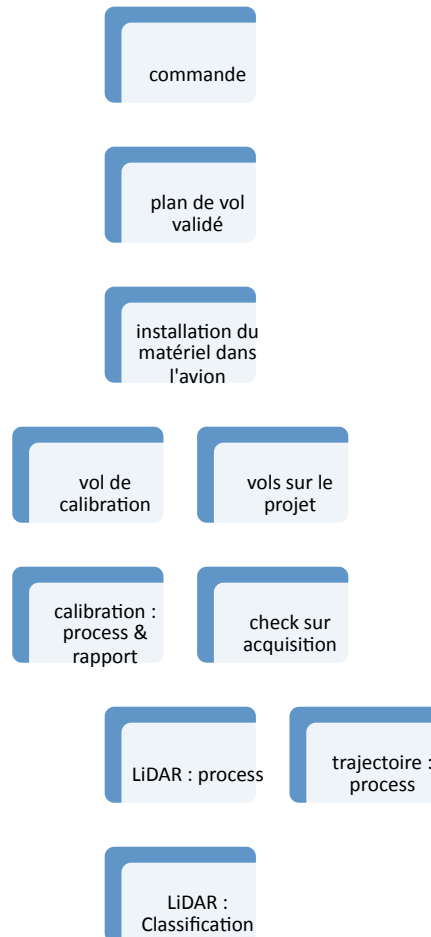 commande
plan de vol
validé
installation du
matériel dans
l'avion
vol de
calibration
vols sur le
projet
calibration :
process &
rapport
check sur
acquisition
LiDAR : process
trajectoire :
process
LiDAR :
Classification